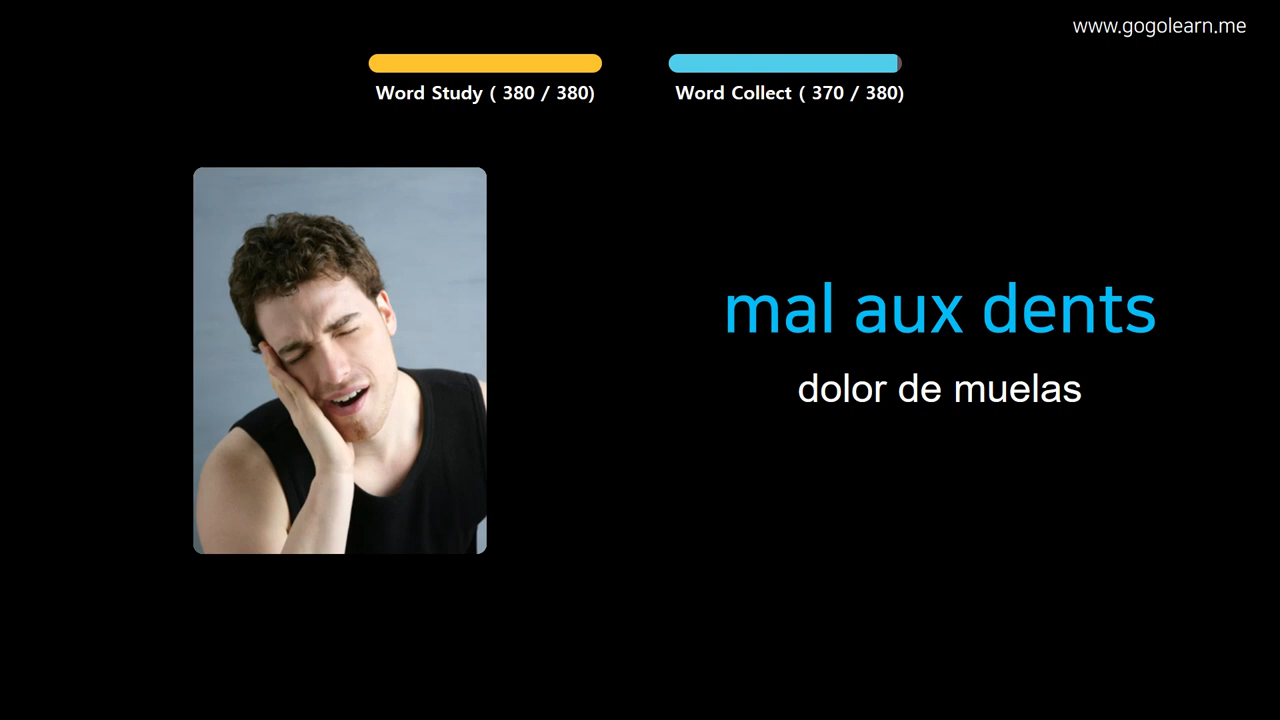 www.gogolearn.me
Word Study ( 380 / 380)
Word Collect ( 370 / 380)
mal aux dents
dolor de muelas